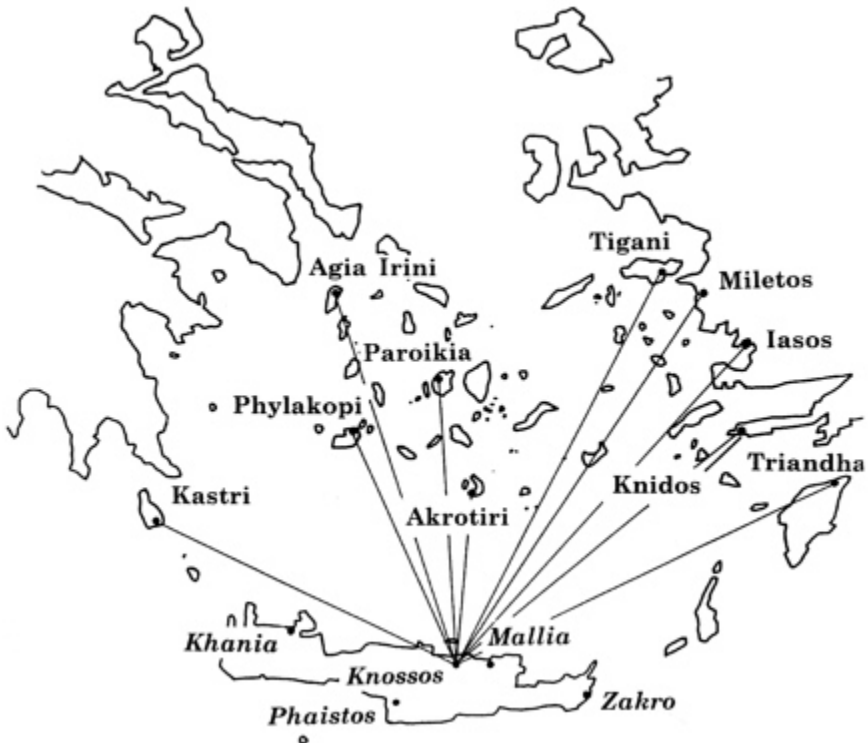 Tigani
Agia Irini
Miletos
Iasos
Paroikia
Phylakopi
Triandha
Knidos
Kastri
Akrotiri
Khania
Mallia
Knossos
Phaistos
Zakro